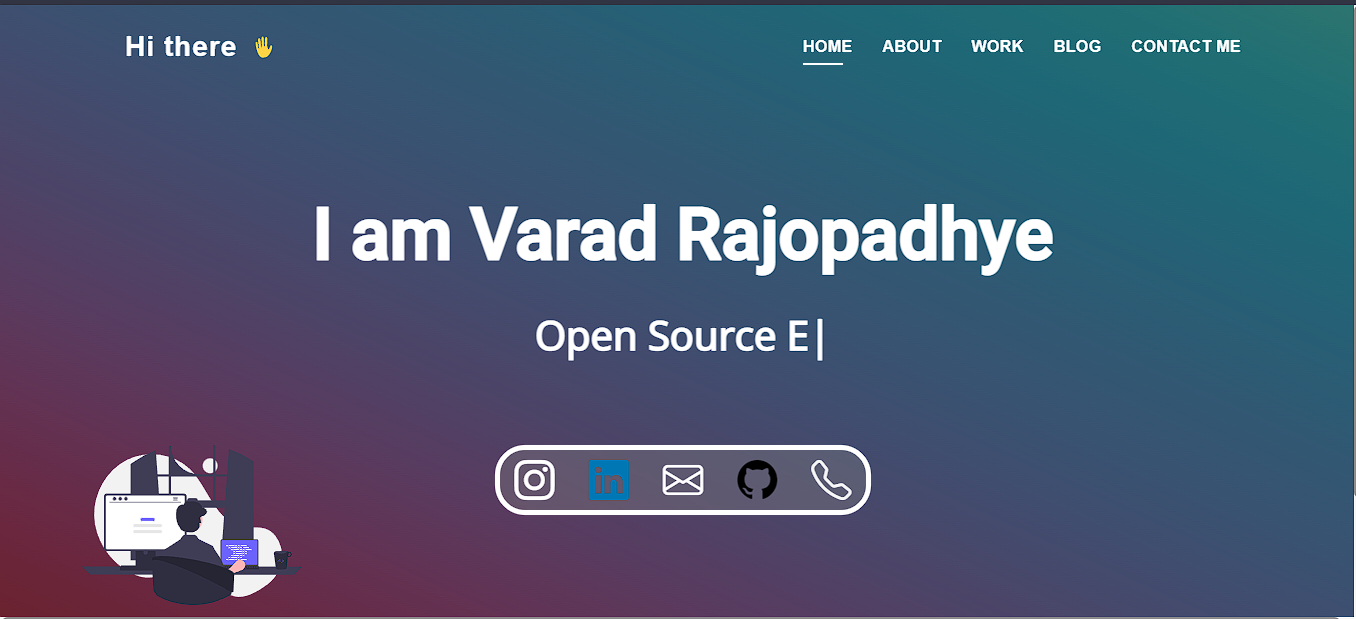 Hi there 👋
HOME ABOUT WORK BLOG CONTACT ME
I am Varad Rajopadhye
Open Source E|
in